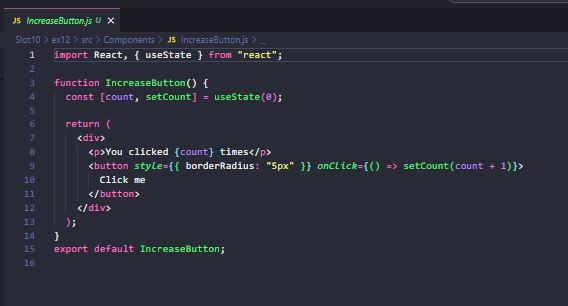 JS IncreaseButton.js U ×
Slot10 > ex12 > src > Components > JS IncreaseButton.js > ...
1 import React, { useState } from "react";
2
3 function IncreaseButton() {
4 const [count, setCount] = useState(0);
5
6 return (
7 <div>
8 <p>You clicked {count} times</p>
9 <button style={{ borderRadius: "5px" }} onClick={() => setCount(count + 1)}>
10 Click me
11 </button>
12 </div>
13 );
14 }
15 export default IncreaseButton;
16